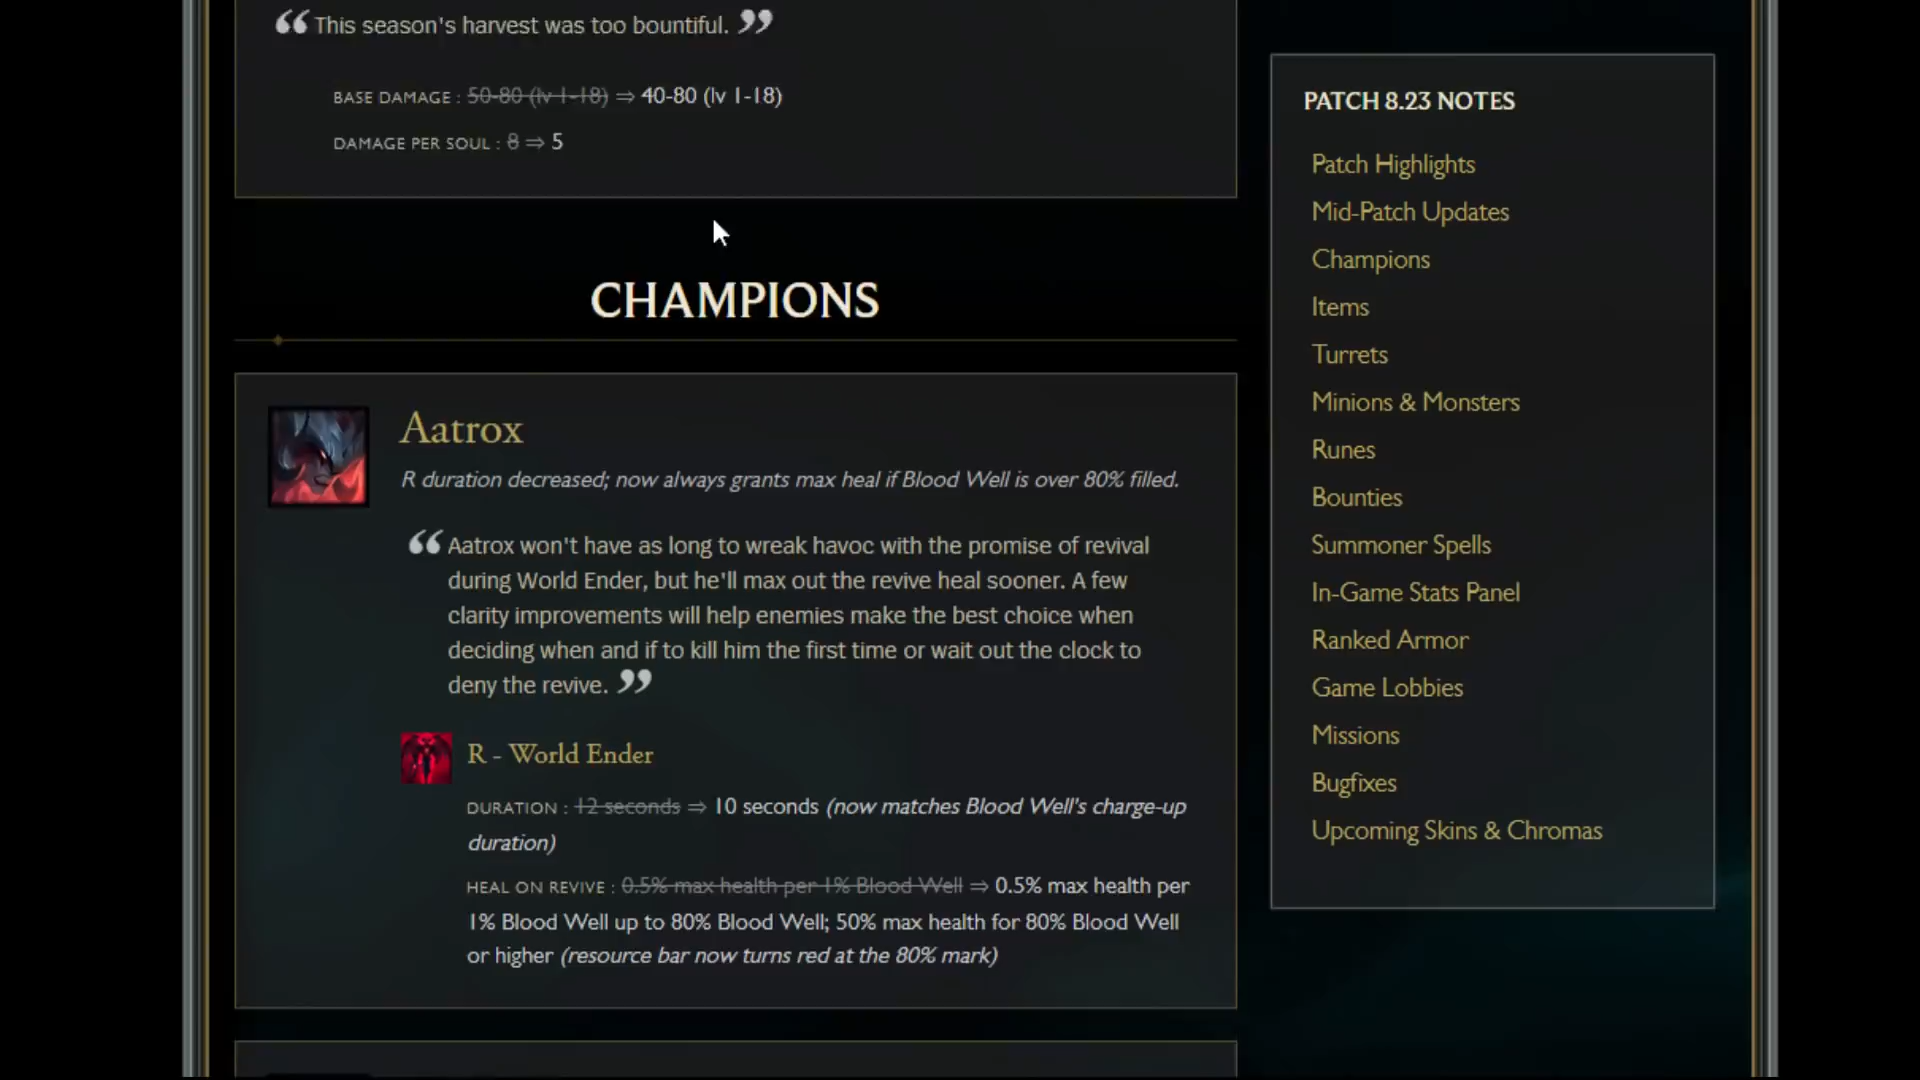 “ This season's harvest was too bountiful. ”
BASE DAMAGE : 50-80 (lv 1-18) ⇒ 40-80 (lv 1-18)
DAMAGE PER SOUL : 8 ⇒ 5
CHAMPIONS
Aatrox
R duration decreased; now always grants max heal if Blood Well is over 80% filled.
“ Aatrox won't have as long to wreak havoc with the promise of revival
during World Ender, but he'll max out the revive heal sooner. A few
clarity improvements will help enemies make the best choice when
deciding when and if to kill him the first time or wait out the clock to
deny the revive. ”
R - World Ender
DURATION : 12 seconds ⇒ 10 seconds (now matches Blood Well's charge-up
duration)
HEAL ON REVIVE : 0.5% max health per 1% Blood Well ⇒ 0.5% max health per
1% Blood Well up to 80% Blood Well; 50% max health for 80% Blood Well
or higher (resource bar now turns red at the 80% mark)
PATCH 8.23 NOTES
Patch Highlights
Mid-Patch Updates
Champions
Items
Turrets
Minions & Monsters
Runes
Bounties
Summoner Spells
In-Game Stats Panel
Ranked Armor
Game Lobbies
Missions
Bugfixes
Upcoming Skins & Chromas